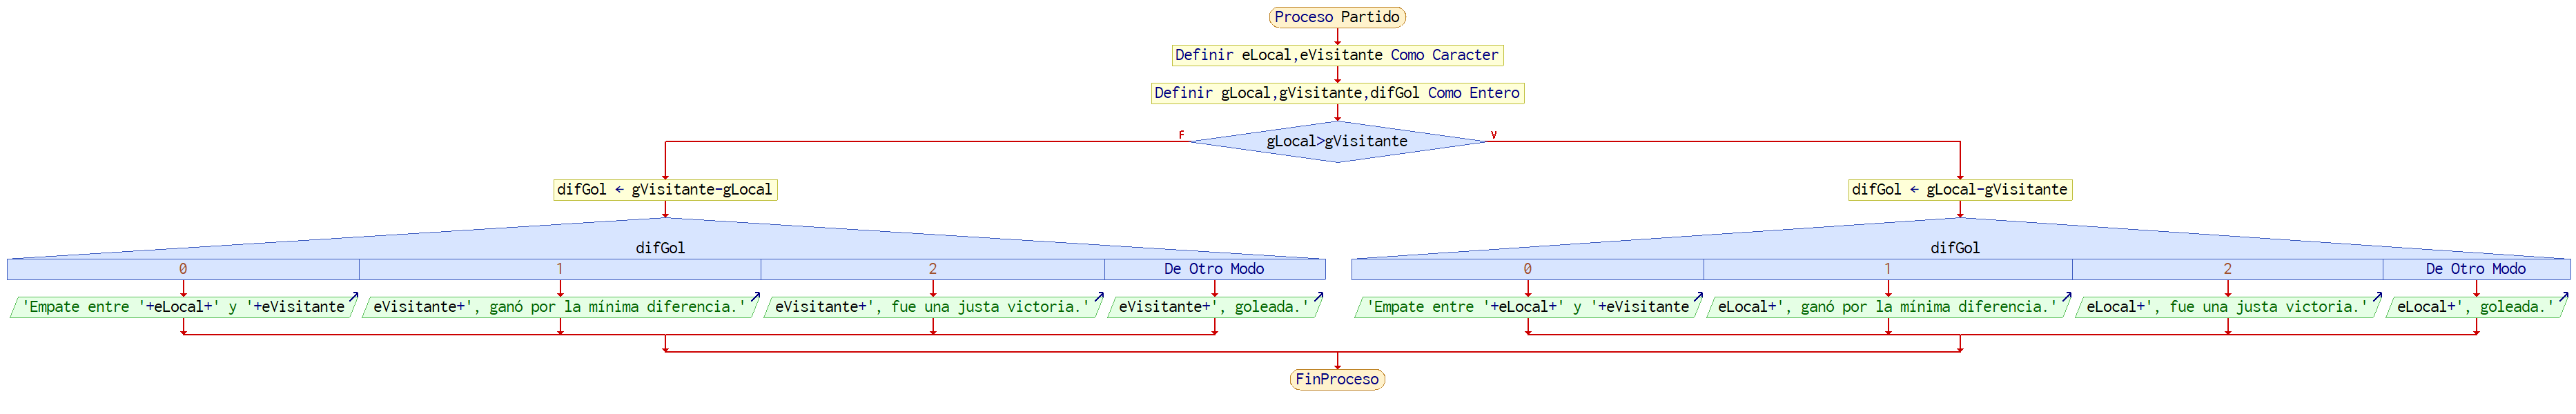 Proceso Partido
Definir eLocal,eVisitante Como Caracter
Definir gLocal,gVisitante,difGol Como Entero
F
gLocal>gVisitante
V
difGol ← gVisitante-gLocal
difGol ← gLocal-gVisitante
difGol
difGol
0 1 2 De Otro Modo
0 1 2 De Otro Modo
'Empate entre '+eLocal+' y '+eVisitante
eVisitante+', ganó por la mínima diferencia.'
eVisitante+', fue una justa victoria.'
eVisitante+', goleada.'
'Empate entre '+eLocal+' y '+eVisitante
eLocal+', ganó por la mínima diferencia.'
eLocal+', fue una justa victoria.'
eLocal+', goleada.'
FinProceso